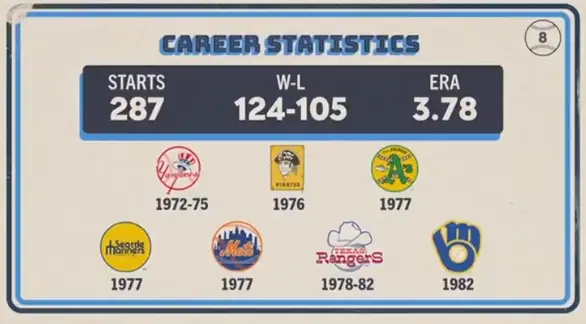 CAREER STATISTICS
8
STARTS
W-L
ERA
287
124-105
3.78
Yankees
PIRATES
A's
1972-75
1976
1977
Seattle
Mariners
Mets
TEXAS
RANGERS
1977
1977
1978-82
1982